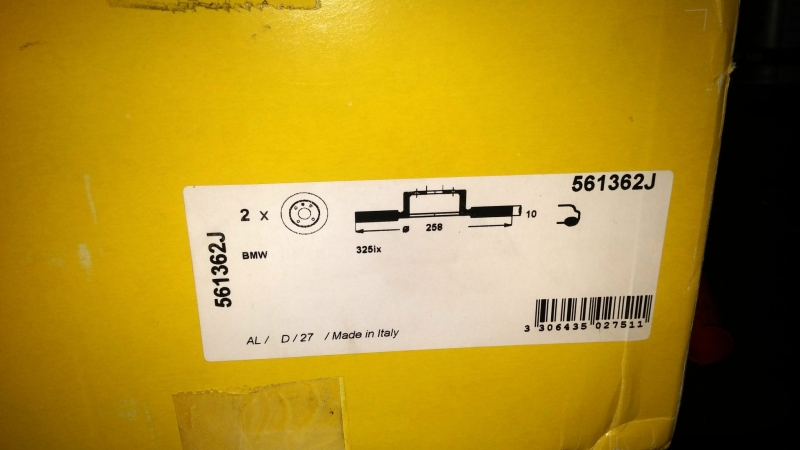 561362J
2 x
10
ø 258
BMW
325ix
561362J
AL / D / 27 / Made in Italy
3 306435 027511